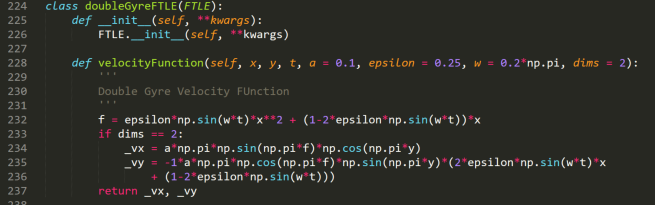 224 class doubleGyreFTLE(FTLE):
225     def __init__(self, **kwargs):
226         FTLE.__init__(self, **kwargs)
227
228     def velocityFunction(self, x, y, t, a = 0.1, epsilon = 0.25, w = 0.2*np.pi, dims = 2):
229         '''
230         Double Gyre Velocity FUnction
231         '''
232         f = epsilon*np.sin(w*t)*x**2 + (1-2*epsilon*np.sin(w*t))*x
233         if dims == 2:
234             _vx = a*np.pi*np.sin(np.pi*f)*np.cos(np.pi*y)
235             _vy = -1*a*np.pi*np.cos(np.pi*f)*np.sin(np.pi*y)*(2*epsilon*np.sin(w*t)*x
236                 + (1-2*epsilon*np.sin(w*t)))
237         return _vx, _vy
238